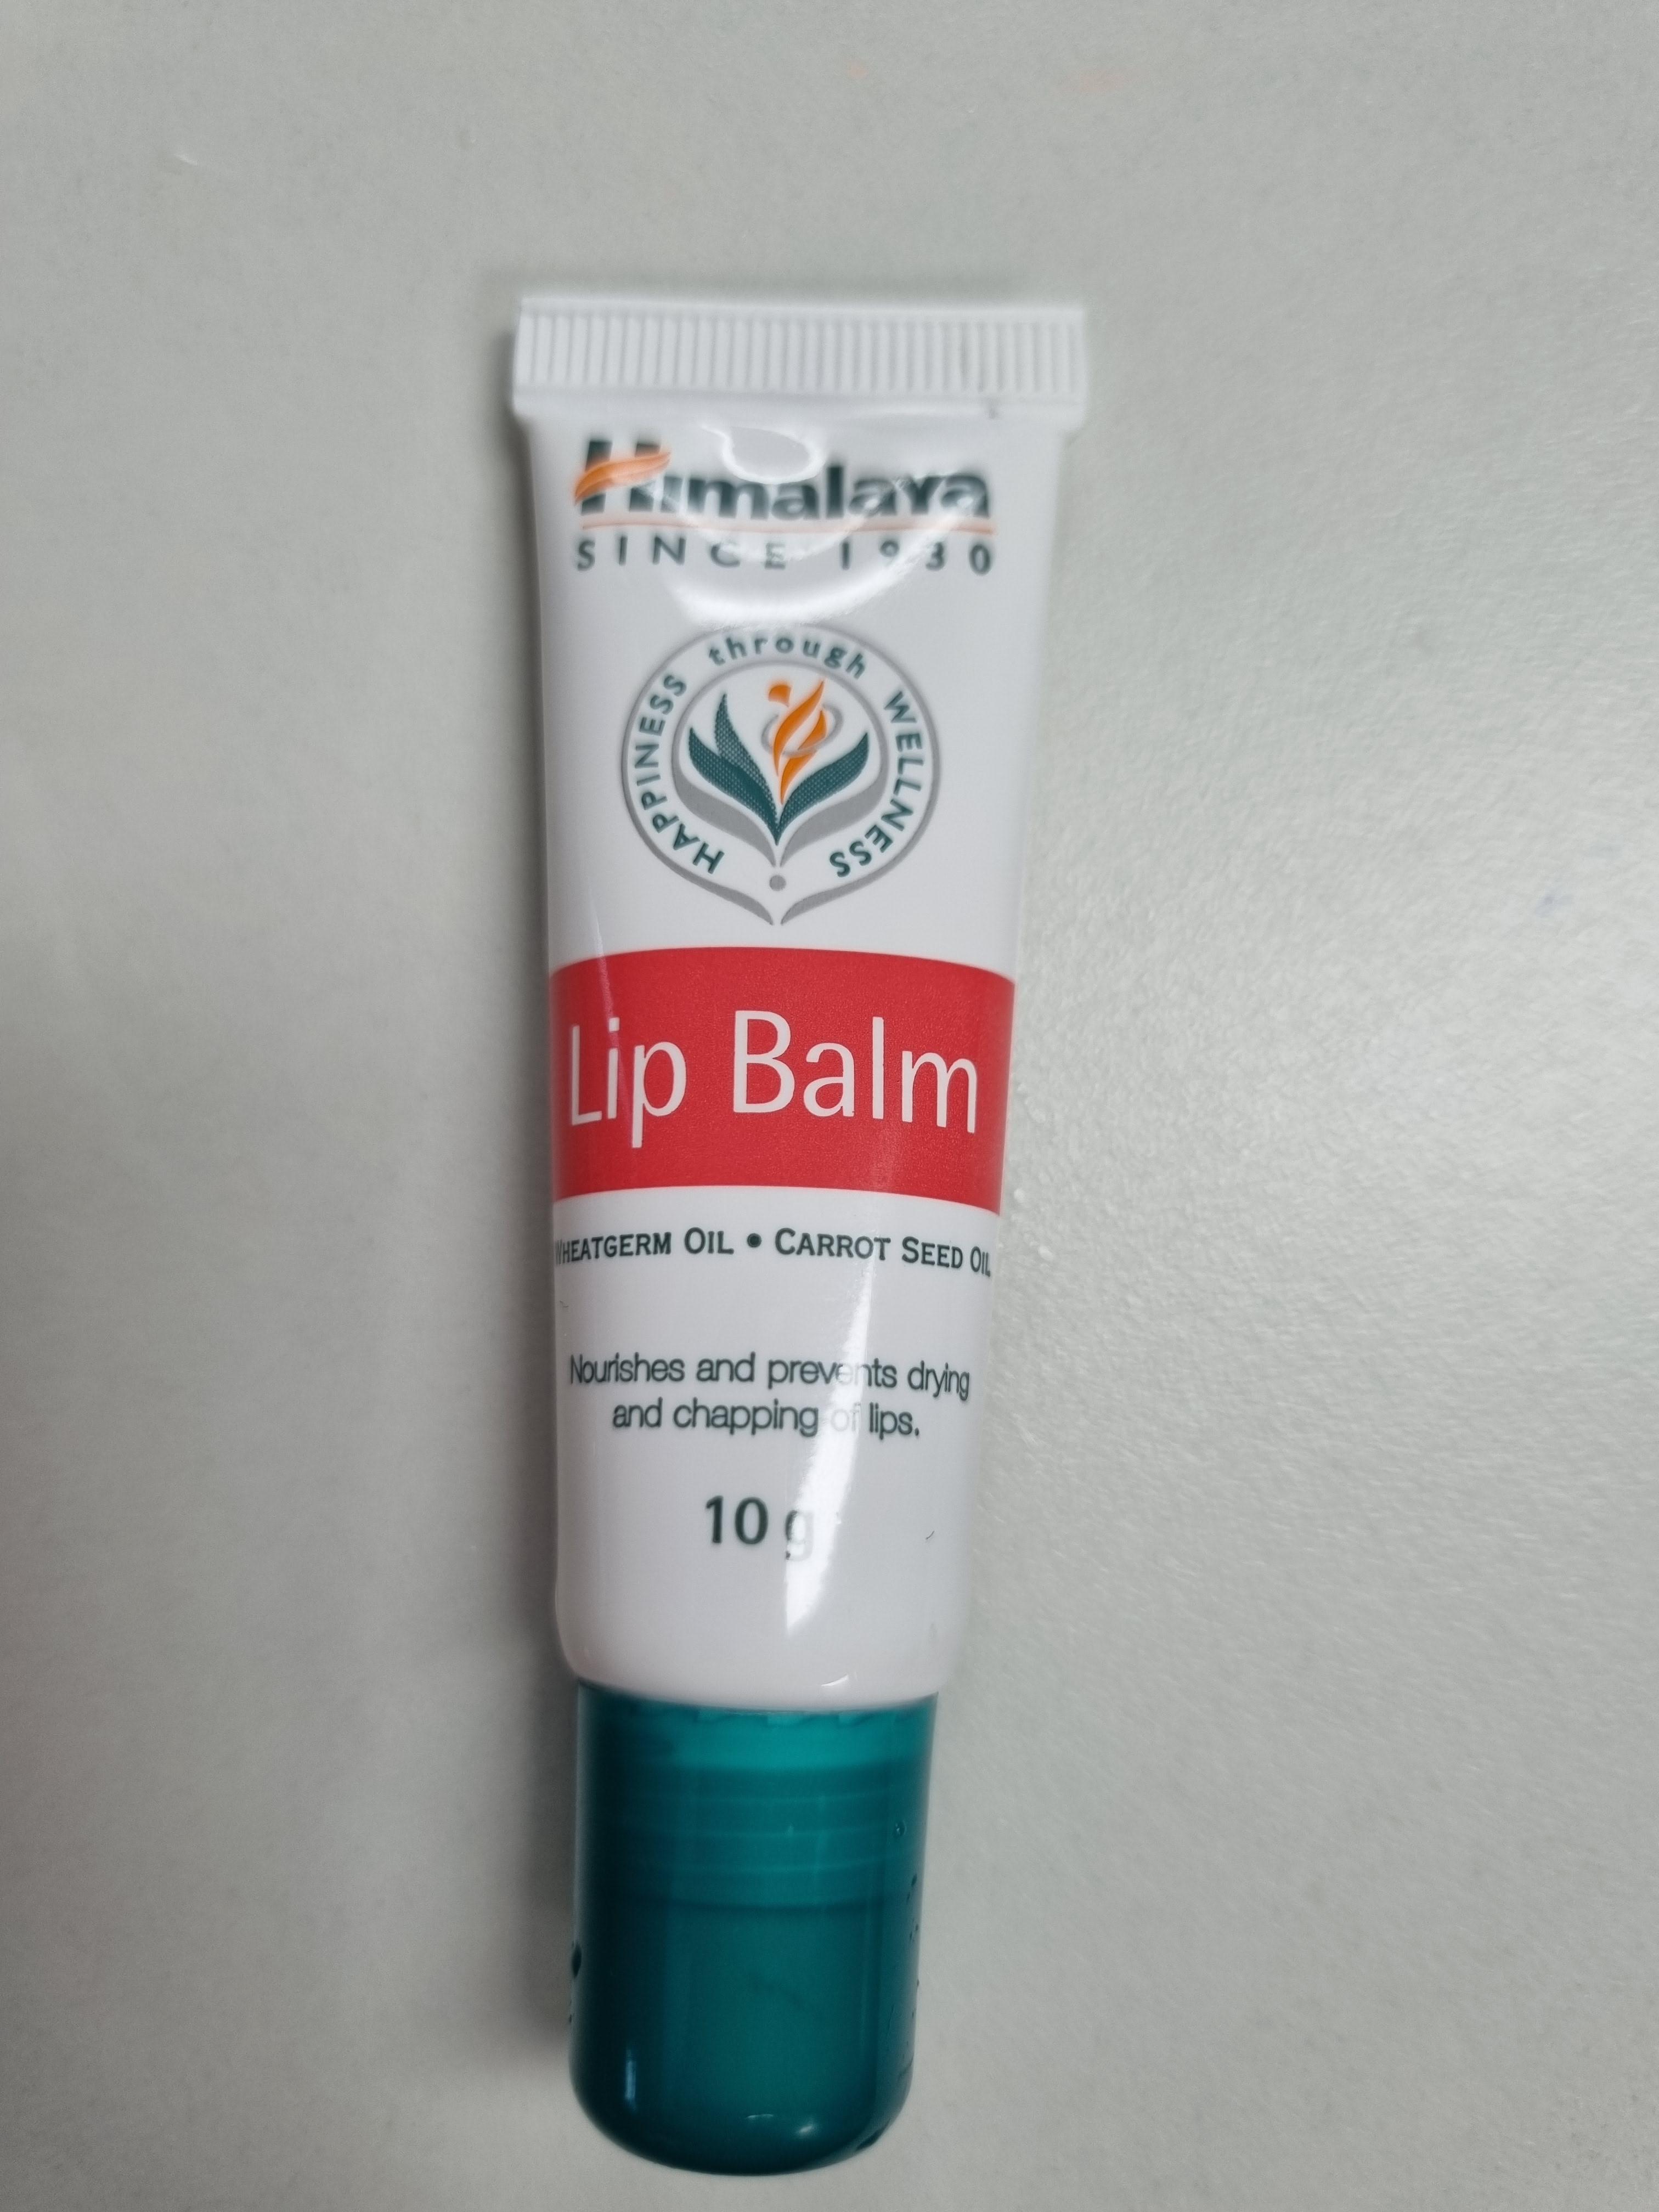 Himalaya
SINCE 1930
HAPPINESS through WELLNESS
Lip Balm
WHEATGERM OIL • CARROT SEED OIL
Nourishes and prevents drying
and chapping of lips.
10 g